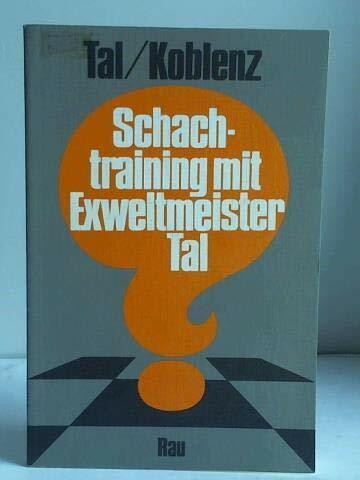 Tal/Koblenz
Schach-
training mit
Exweltmeister
Tal
Rau